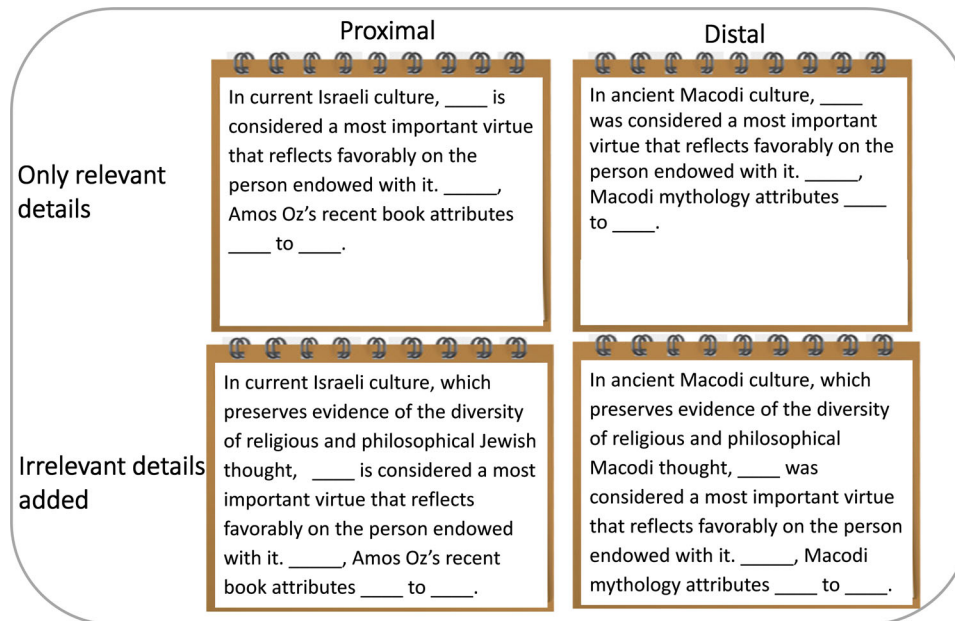 Proximal
Distal
Only relevant
details
In current Israeli culture, ____ is
considered a most important virtue
that reflects favorably on the
person endowed with it. _____,
Amos Oz’s recent book attributes
____ to ____.
In ancient Macodi culture, ____
was considered a most important
virtue that reflects favorably on the
person endowed with it. _____,
Macodi mythology attributes ____
to ____.
Irrelevant details
added
In current Israeli culture, which
preserves evidence of the diversity
of religious and philosophical Jewish
thought, ____ is considered a most
important virtue that reflects
favorably on the person endowed
with it. _____, Amos Oz’s recent
book attributes ____ to ____.
In ancient Macodi culture, which
preserves evidence of the diversity
of religious and philosophical
Macodi thought, ____ was
considered a most important virtue
that reflects favorably on the person
endowed with it. _____, Macodi
mythology attributes ____ to ____.